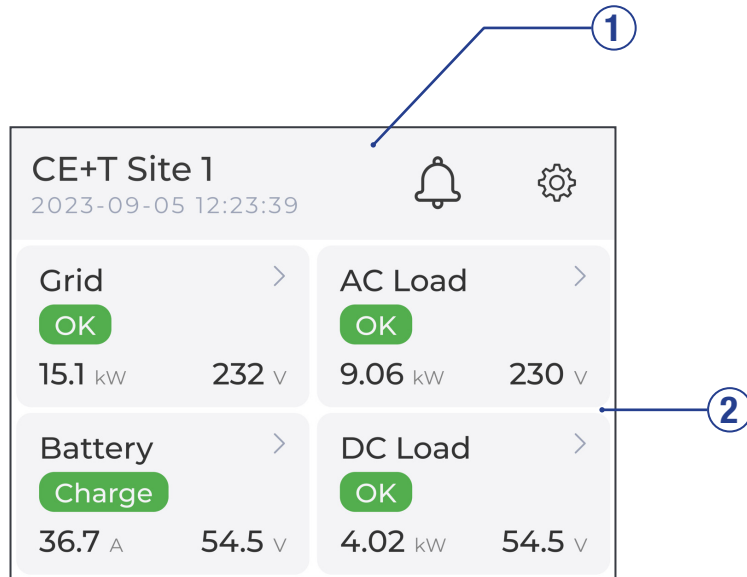 1
CE+T Site 1
2023-09-05 12:23:39
Grid
OK
15.1 kW 232 V
AC Load
OK
9.06 kW 230 V
2
Battery
Charge
36.7 A 54.5 V
DC Load
OK
4.02 kW 54.5 V